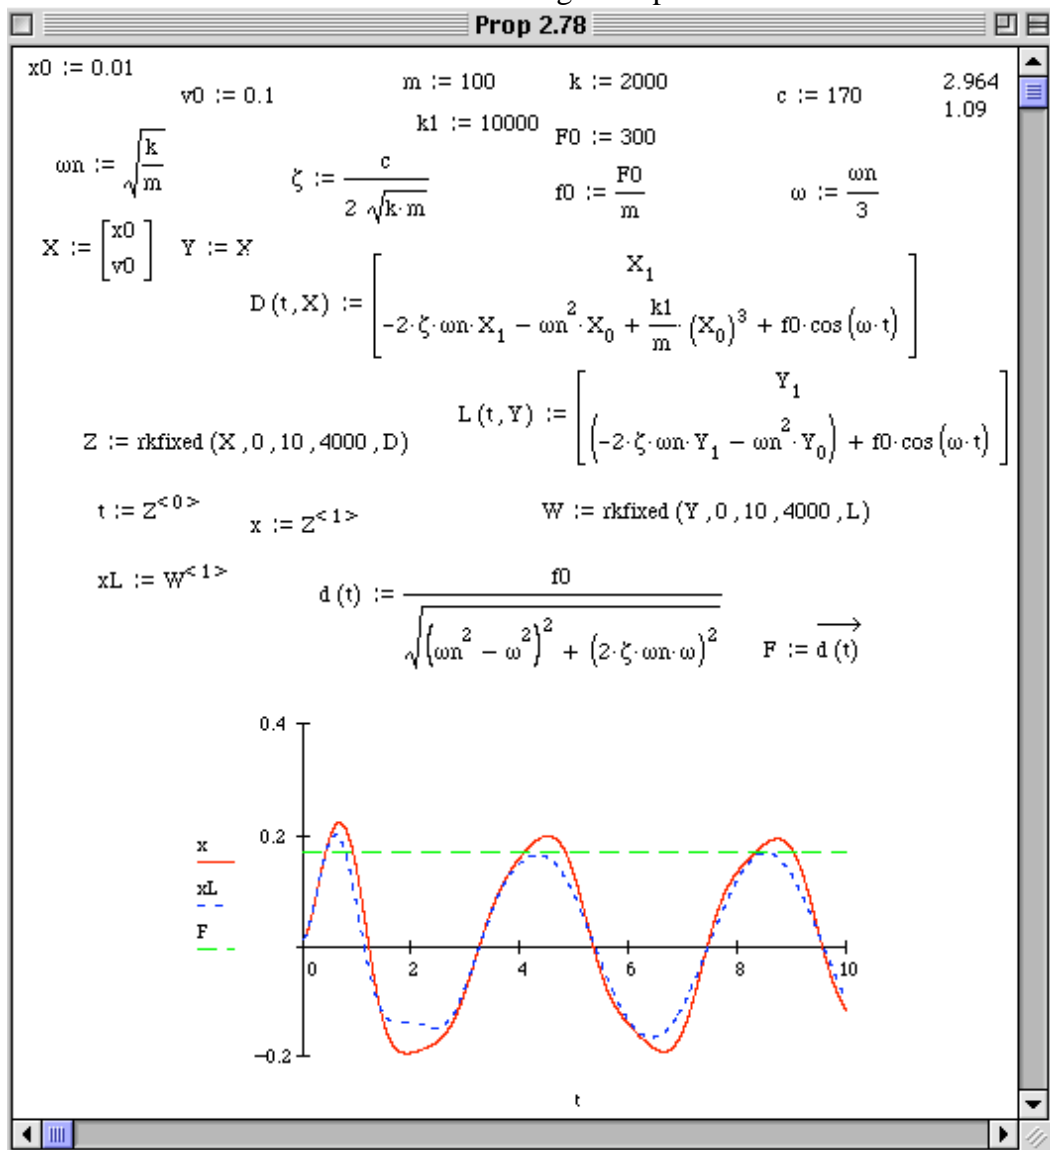 Prop 2.78
x0 := 0.01
v0 := 0.1
m := 100
k := 2000
c := 170
2.964
1.09
k1 := 10000
F0 := 300
ωn := √(k/m)
ζ := c/(2 √(k·m))
f0 := F0/m
ω := ωn/3
X := [x0 v0]
Y := X
D (t,X) := [X₁
-2·ζ·ωn·X₁ − ωn²·X₀ + k1/m·(X₀)³ + f0·cos(ω·t)]
L (t,Y) := [Y₁
(-2·ζ·ωn·Y₁ − ωn²·Y₀) + f0·cos(ω·t)]
Z := rkfixed (X ,0 ,10 ,4000 ,D)
t := Z^<0>
x := Z^<1>
W := rkfixed (Y ,0 ,10 ,4000 ,L)
xL := W^<1>
d (t) := f0/√((ωn² − ω²)² + (2·ζ·ωn·ω)²)
F := d (t)
0.4
0.2
x
xL
F
0 2 4 6 8 10
−0.2
t